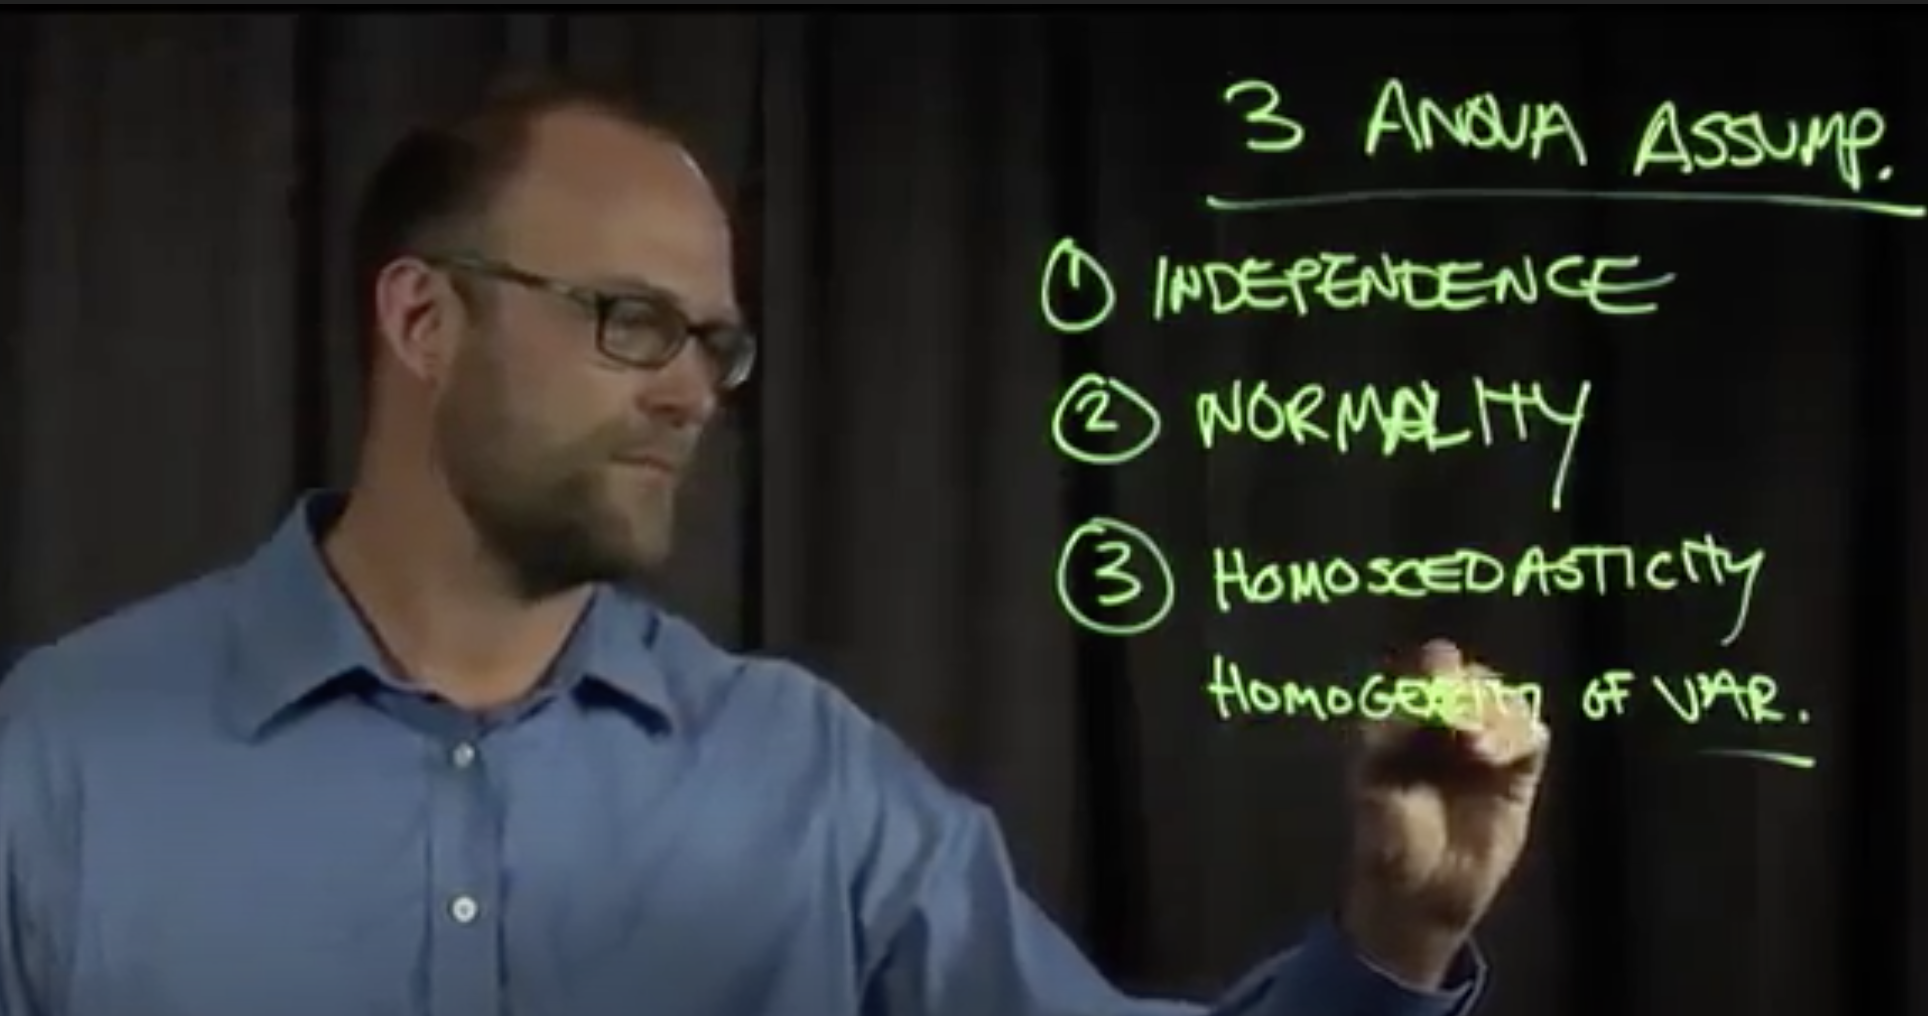 3 ANOVA ASSUMP.
① INDEPENDENCE
② NORMALITY
③ HOMOSCEDASTICITY
OF VAR.